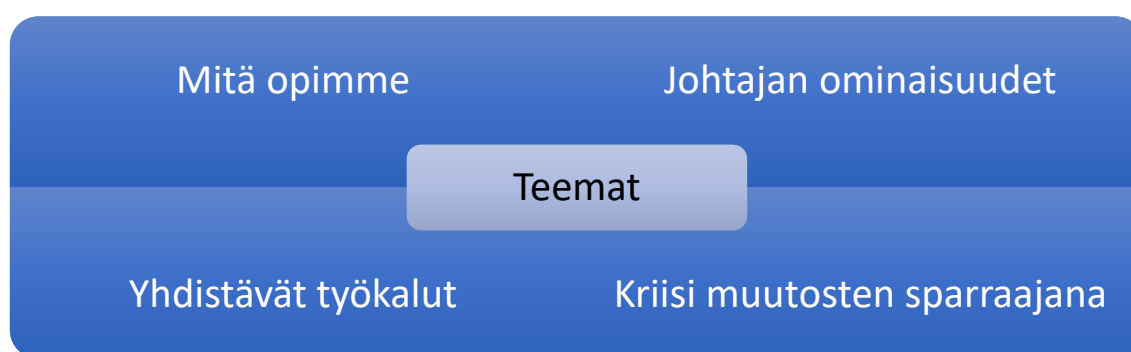 Mitä opimme
Johtajan ominaisuudet
Teemat
Yhdistävät työkalut
Kriisi muutosten sparraajana